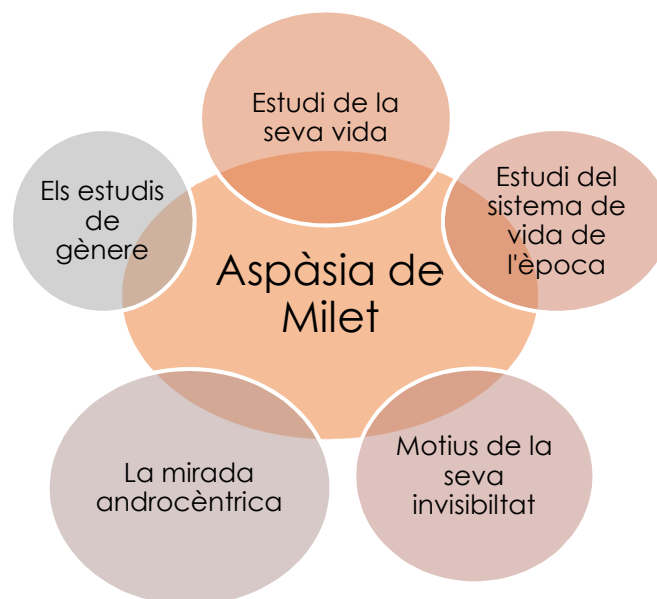 Estudi de la
seva vida
Els estudis
de
gènere
Estudi del
sistema de
vida de
l'època
Aspàsia de
Milet
La mirada
androcèntrica
Motius de la
seva
invisibiltat